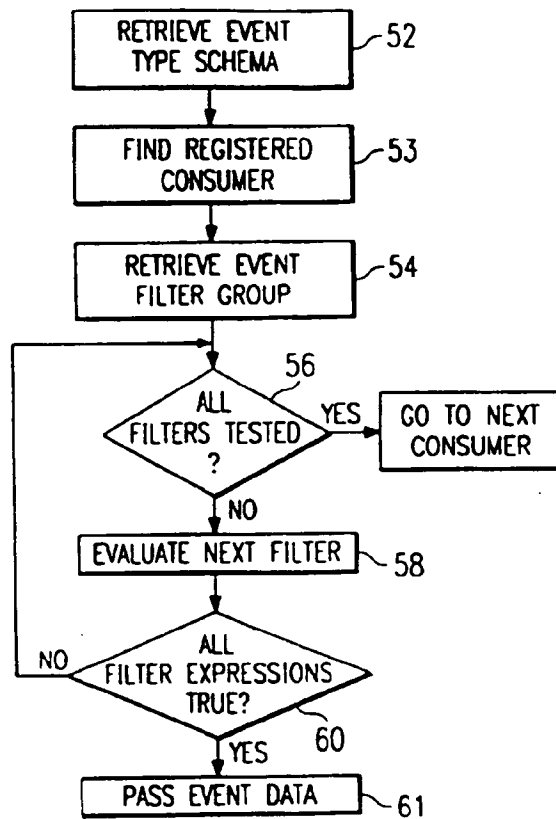 RETRIEVE EVENT
TYPE SCHEMA
52
FIND REGISTERED
CONSUMER
53
RETRIEVE EVENT
FILTER GROUP
54
56
ALL
FILTERS TESTED
?
YES
GO TO NEXT
CONSUMER
NO
EVALUATE NEXT FILTER
58
ALL
FILTER EXPRESSIONS
TRUE?
NO
60
YES
PASS EVENT DATA
61